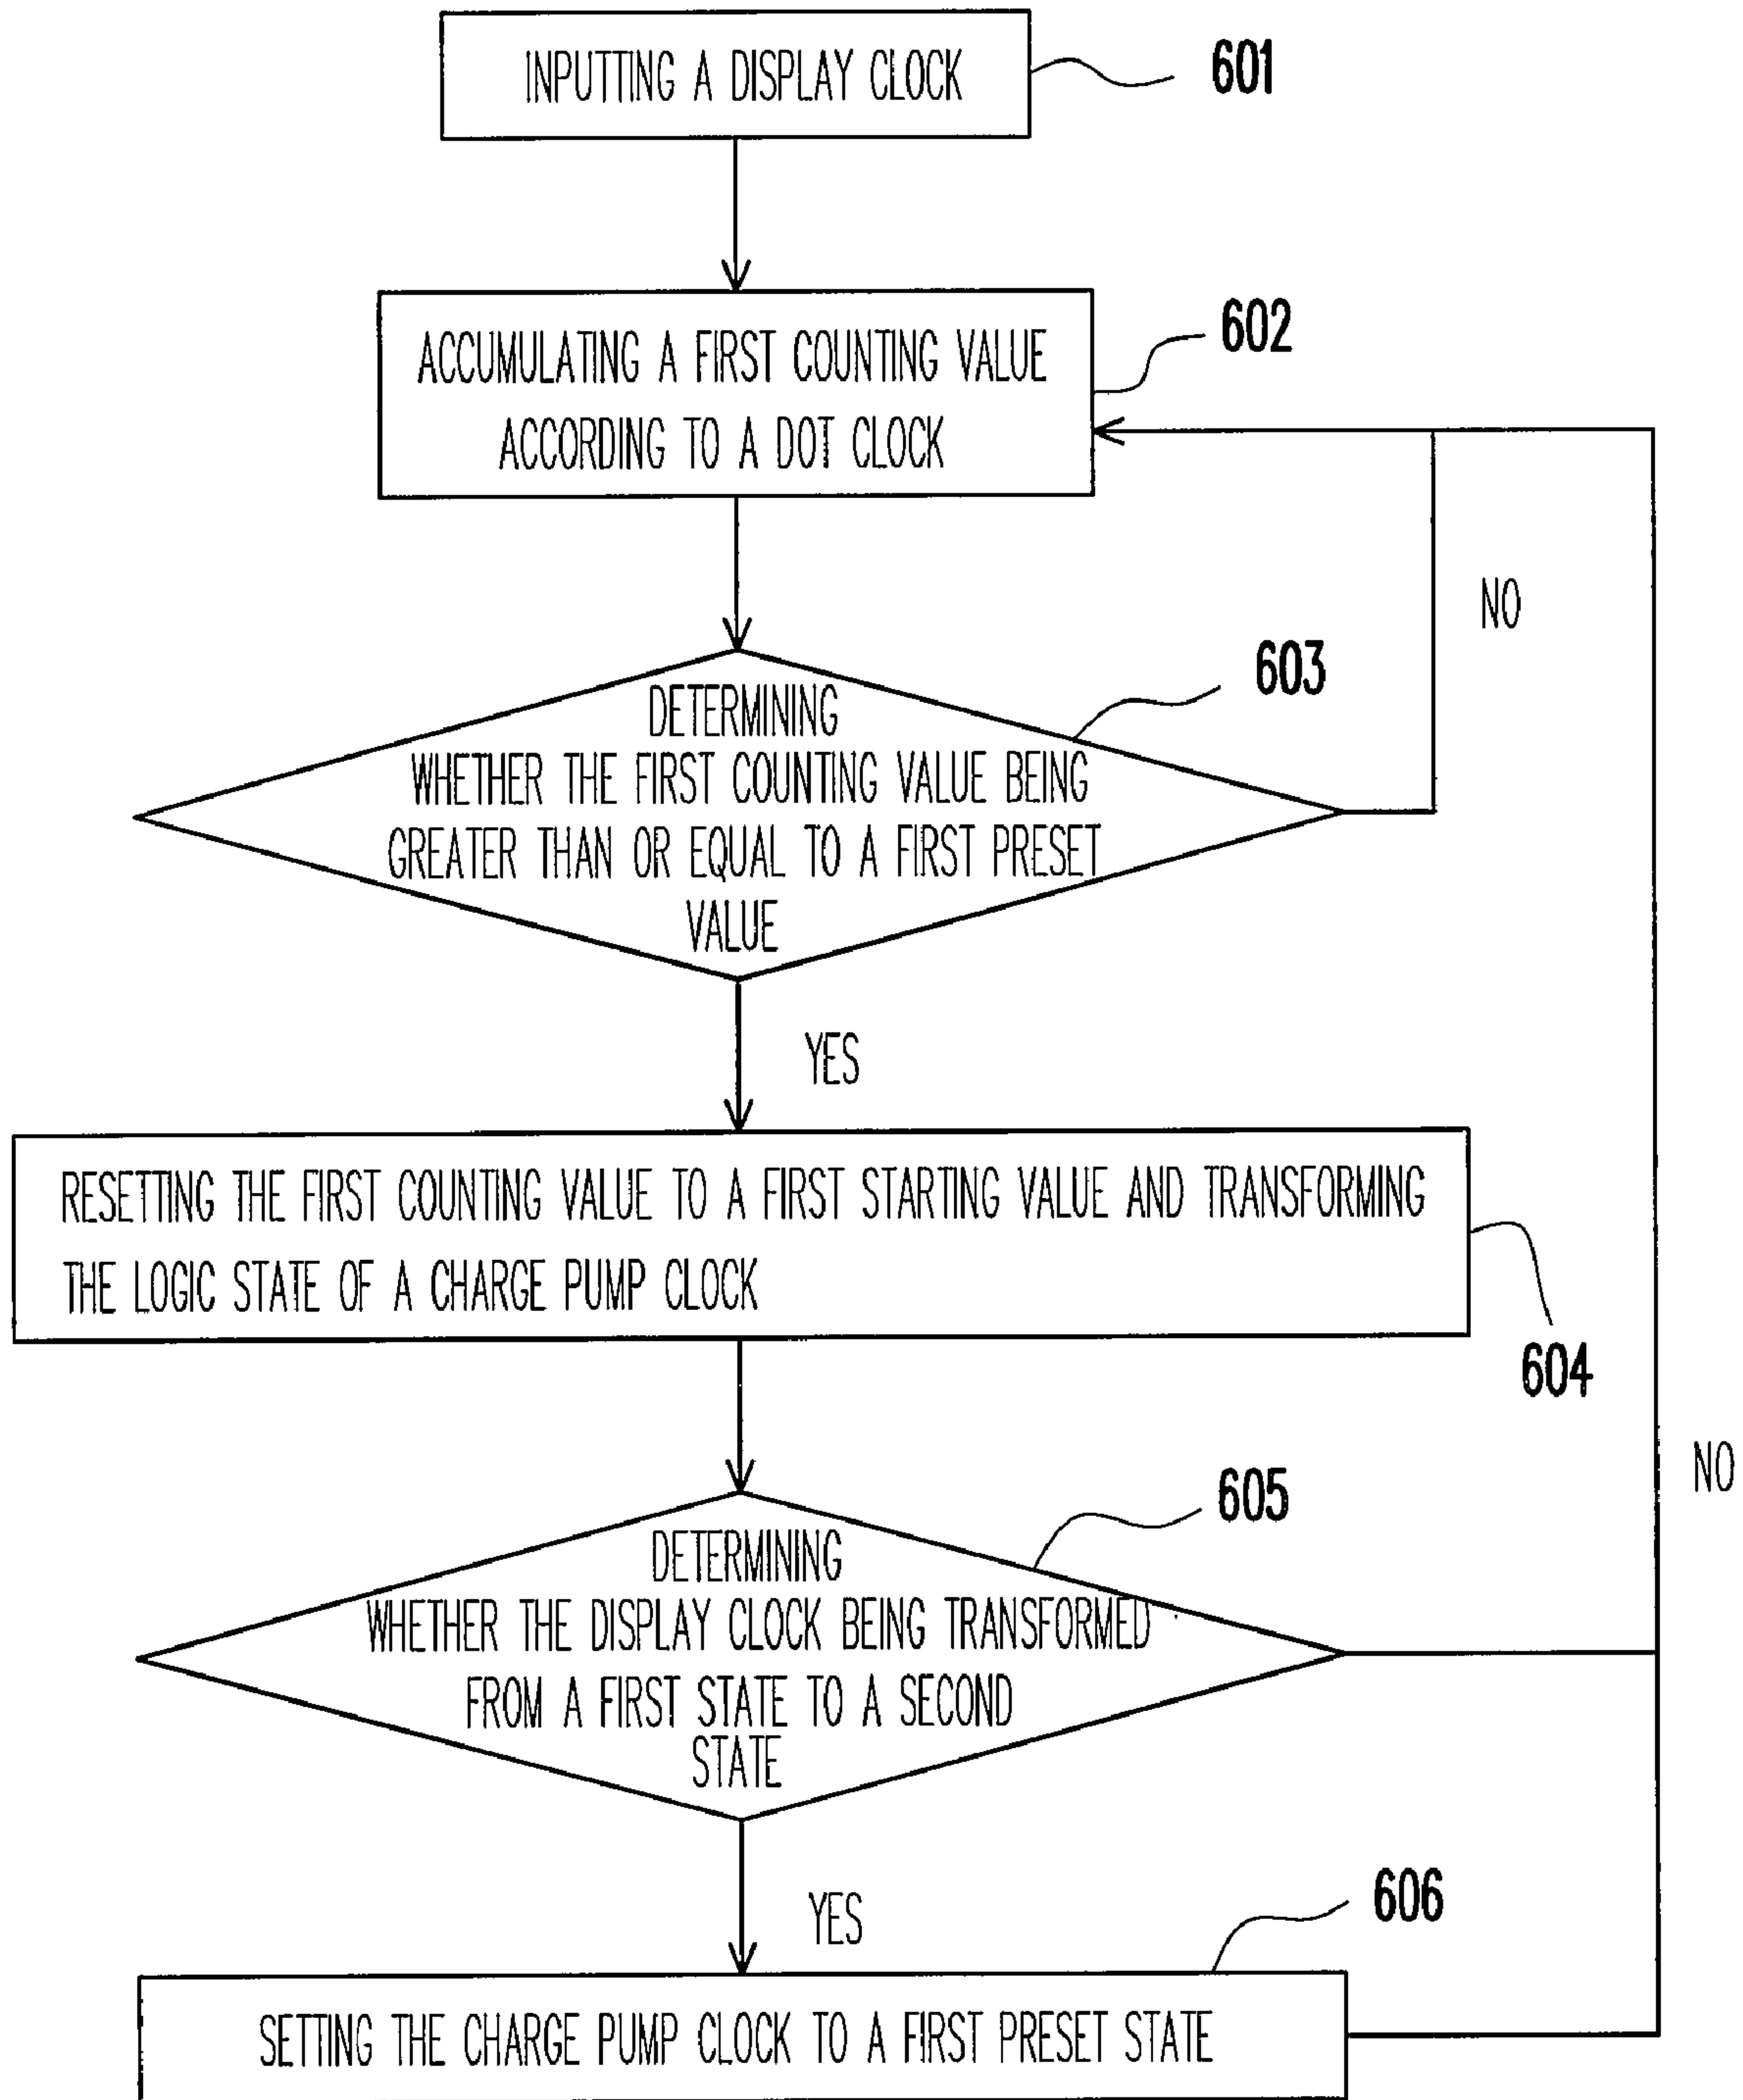 INPUTTING A DISPLAY CLOCK
601
ACCUMULATING A FIRST COUNTING VALUE
ACCORDING TO A DOT CLOCK
602
NO
603
DETERMINING
WHETHER THE FIRST COUNTING VALUE BEING
GREATER THAN OR EQUAL TO A FIRST PRESET
VALUE
YES
RESETTING THE FIRST COUNTING VALUE TO A FIRST STARTING VALUE AND TRANSFORMING
THE LOGIC STATE OF A CHARGE PUMP CLOCK
604
NO
605
DETERMINING
WHETHER THE DISPLAY CLOCK BEING TRANSFORMED
FROM A FIRST STATE TO A SECOND
STATE
YES
606
SETTING THE CHARGE PUMP CLOCK TO A FIRST PRESET STATE